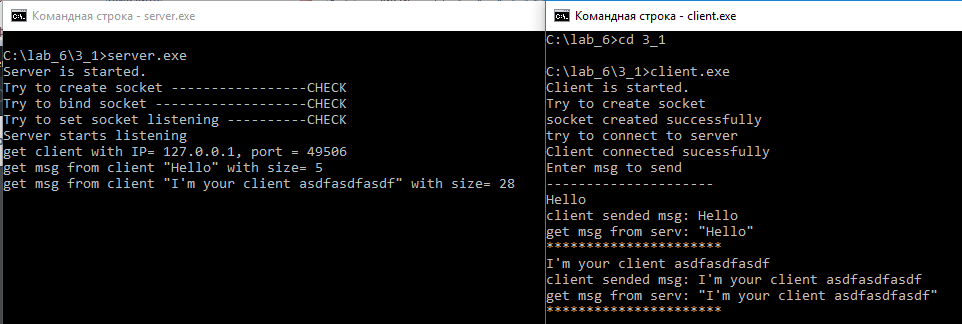 Командная строка - server.exe
C:\lab_6\3_1>server.exe
Server is started.
Try to create socket -----------------CHECK
Try to bind socket -------------------CHECK
Try to set socket listening ----------CHECK
Server starts listening
get client with IP= 127.0.0.1, port = 49506
get msg from client "Hello" with size= 5
get msg from client "I'm your client asdfasdfasdf" with size= 28
Командная строка - client.exe
C:\lab_6>cd 3_1
C:\lab_6\3_1>client.exe
Client is started.
Try to create socket
socket created successfully
try to connect to server
Client connected sucessfully
Enter msg to send
---------------------
Hello
client sended msg: Hello
get msg from serv: "Hello"
**********************
I'm your client asdfasdfasdf
client sended msg: I'm your client asdfasdfasdf
get msg from serv: "I'm your client asdfasdfasdf"
**********************